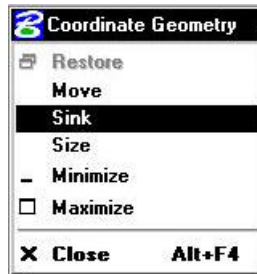 Coordinate Geometry
Restore
Move
Sink
Size
Minimize
Maximize
Close Alt+F4